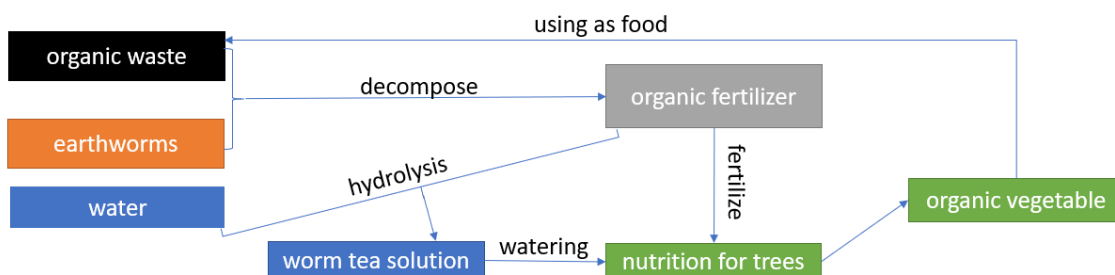 using as food
organic waste
decompose
organic fertilizer
earthworms
hydrolysis
fertilize
water
organic vegetable
worm tea solution
watering
nutrition for trees